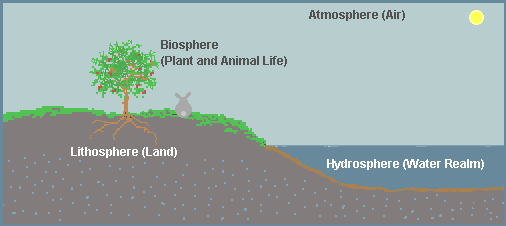 Atmosphere (Air)
Biosphere
(Plant and Animal Life)
Lithosphere (Land)
Hydrosphere (Water Realm)